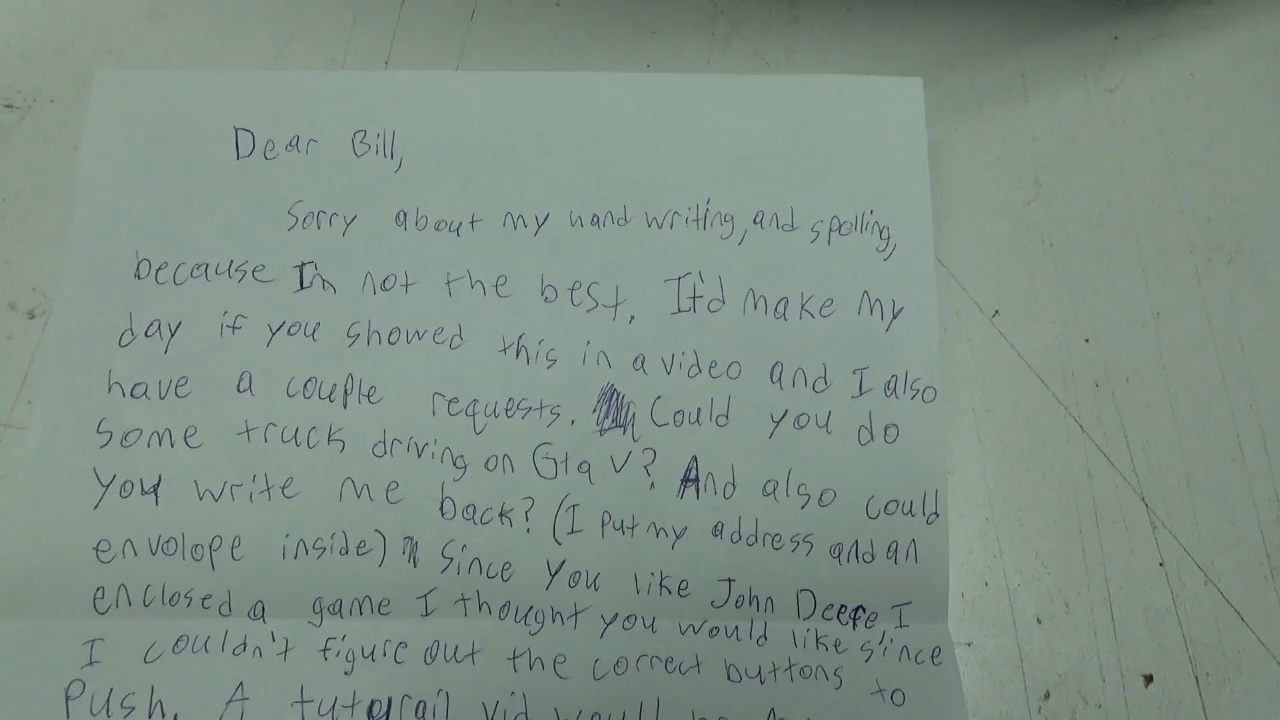 Dear Bill,
Sorry about my hand writing, and spelling,
because I'm not the best. It'd make my
day if you showed this in a video and I also
have a couple requests. Could you do
some truck driving on Gta V? And also could
you write me back? (I put my address and an
envolope inside) Since you like John Deere I
enclosed a game I thought you would like since
I couldn't figure out the correct buttons to
Push. A tuterail vid would